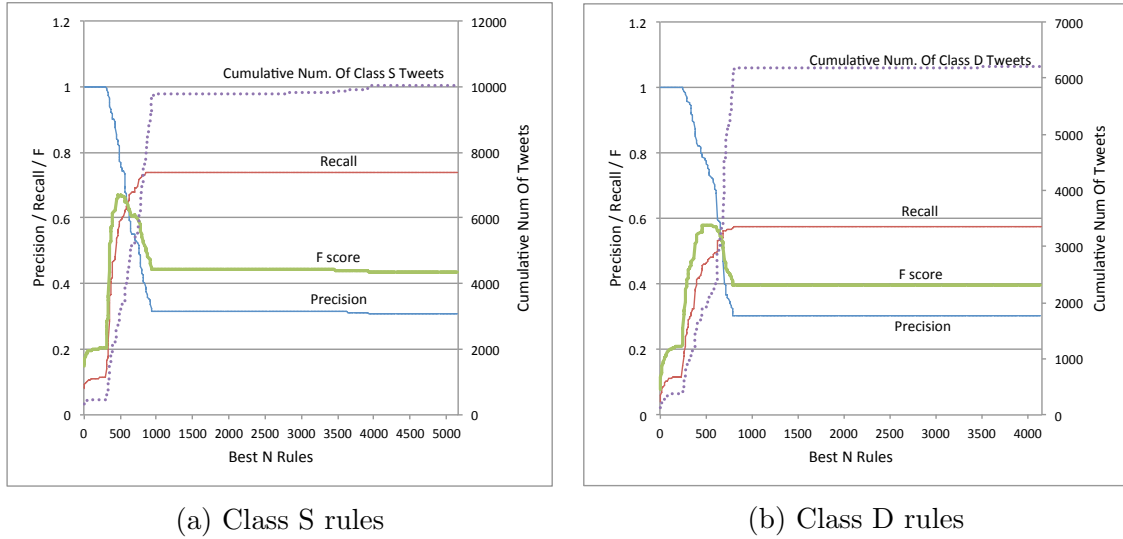 1.2
1
0.8
0.6
0.4
0.2
0
Precision / Recall / F
12000
10000
8000
6000
4000
2000
0
Cumulative Num Of Tweets
Cumulative Num. Of Class S Tweets
Recall
F score
Precision
0 500 1000 1500 2000 2500 3000 3500 4000 4500 5000
Best N Rules
(a) Class S rules
1.2
1
0.8
0.6
0.4
0.2
0
Precision / Recall / F
7000
6000
5000
4000
3000
2000
1000
0
Cumulative Num Of Tweets
Cumulative Num. Of Class D Tweets
Recall
F score
Precision
0 500 1000 1500 2000 2500 3000 3500 4000
Best N Rules
(b) Class D rules